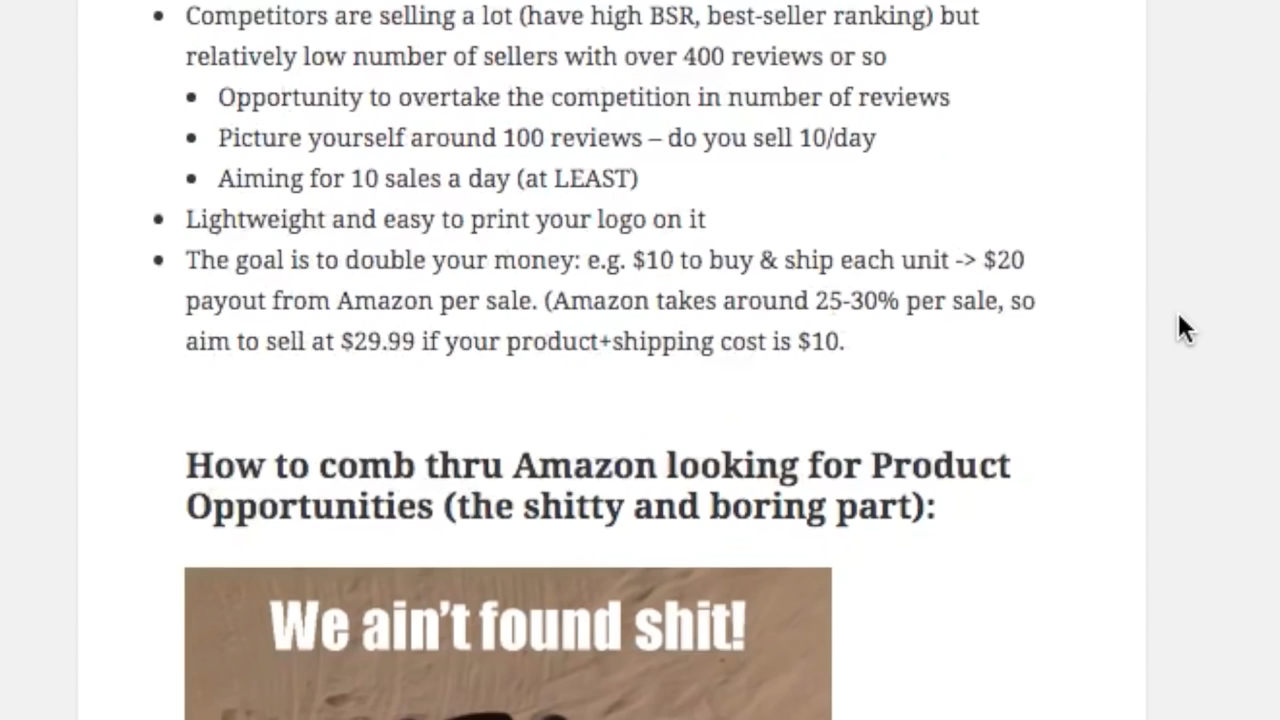 Competitors are selling a lot (have high BSR, best-seller ranking) but
relatively low number of sellers with over 400 reviews or so
Opportunity to overtake the competition in number of reviews
Picture yourself around 100 reviews – do you sell 10/day
Aiming for 10 sales a day (at LEAST)
Lightweight and easy to print your logo on it
The goal is to double your money: e.g. $10 to buy & ship each unit -> $20
payout from Amazon per sale. (Amazon takes around 25-30% per sale, so
aim to sell at $29.99 if your product+shipping cost is $10.
How to comb thru Amazon looking for Product
Opportunities (the shitty and boring part):
We ain't found shit!